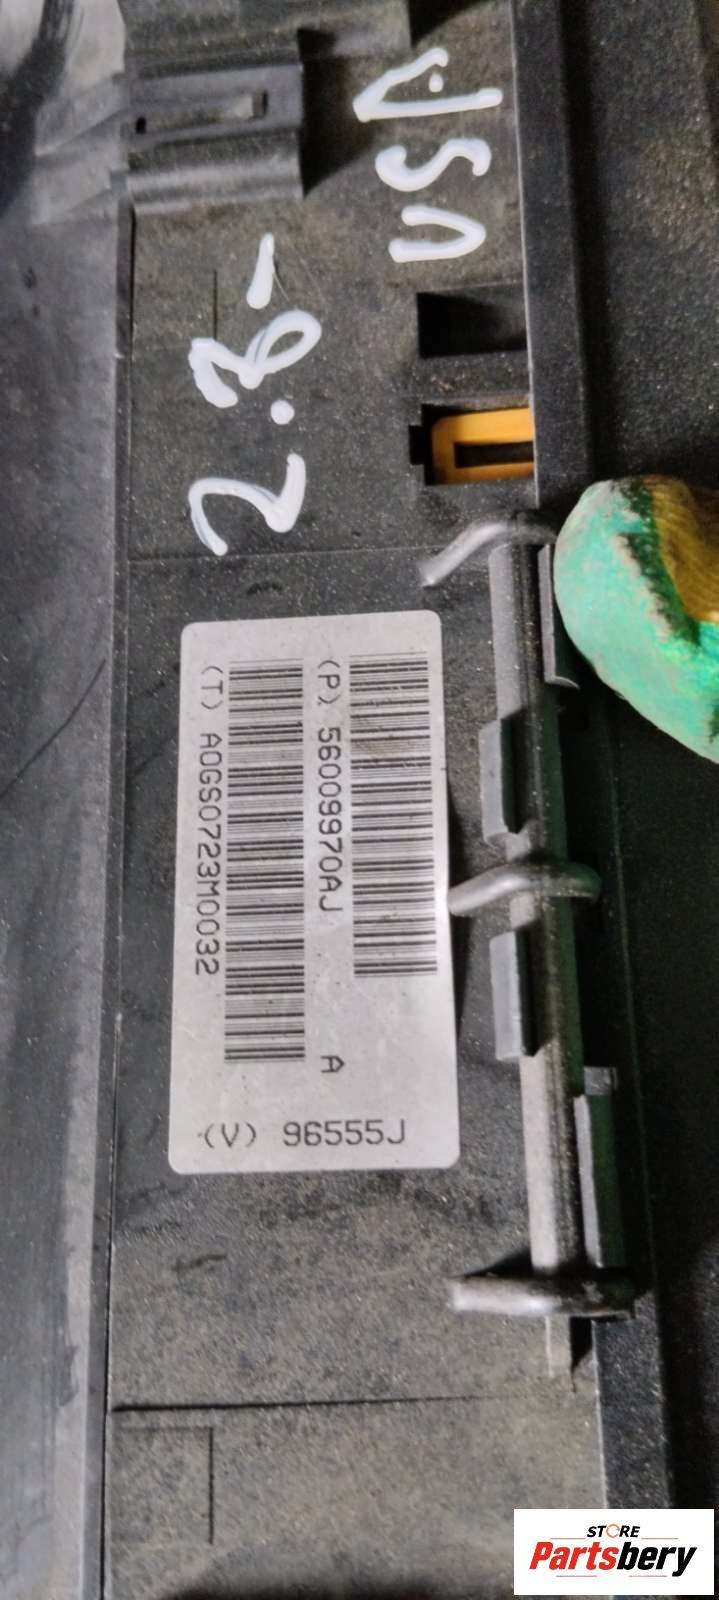 USA
2.8-
(P) 56009970AJ A
(T) A0GS0723M0032
(V) 96555J
STORE
Partsbery